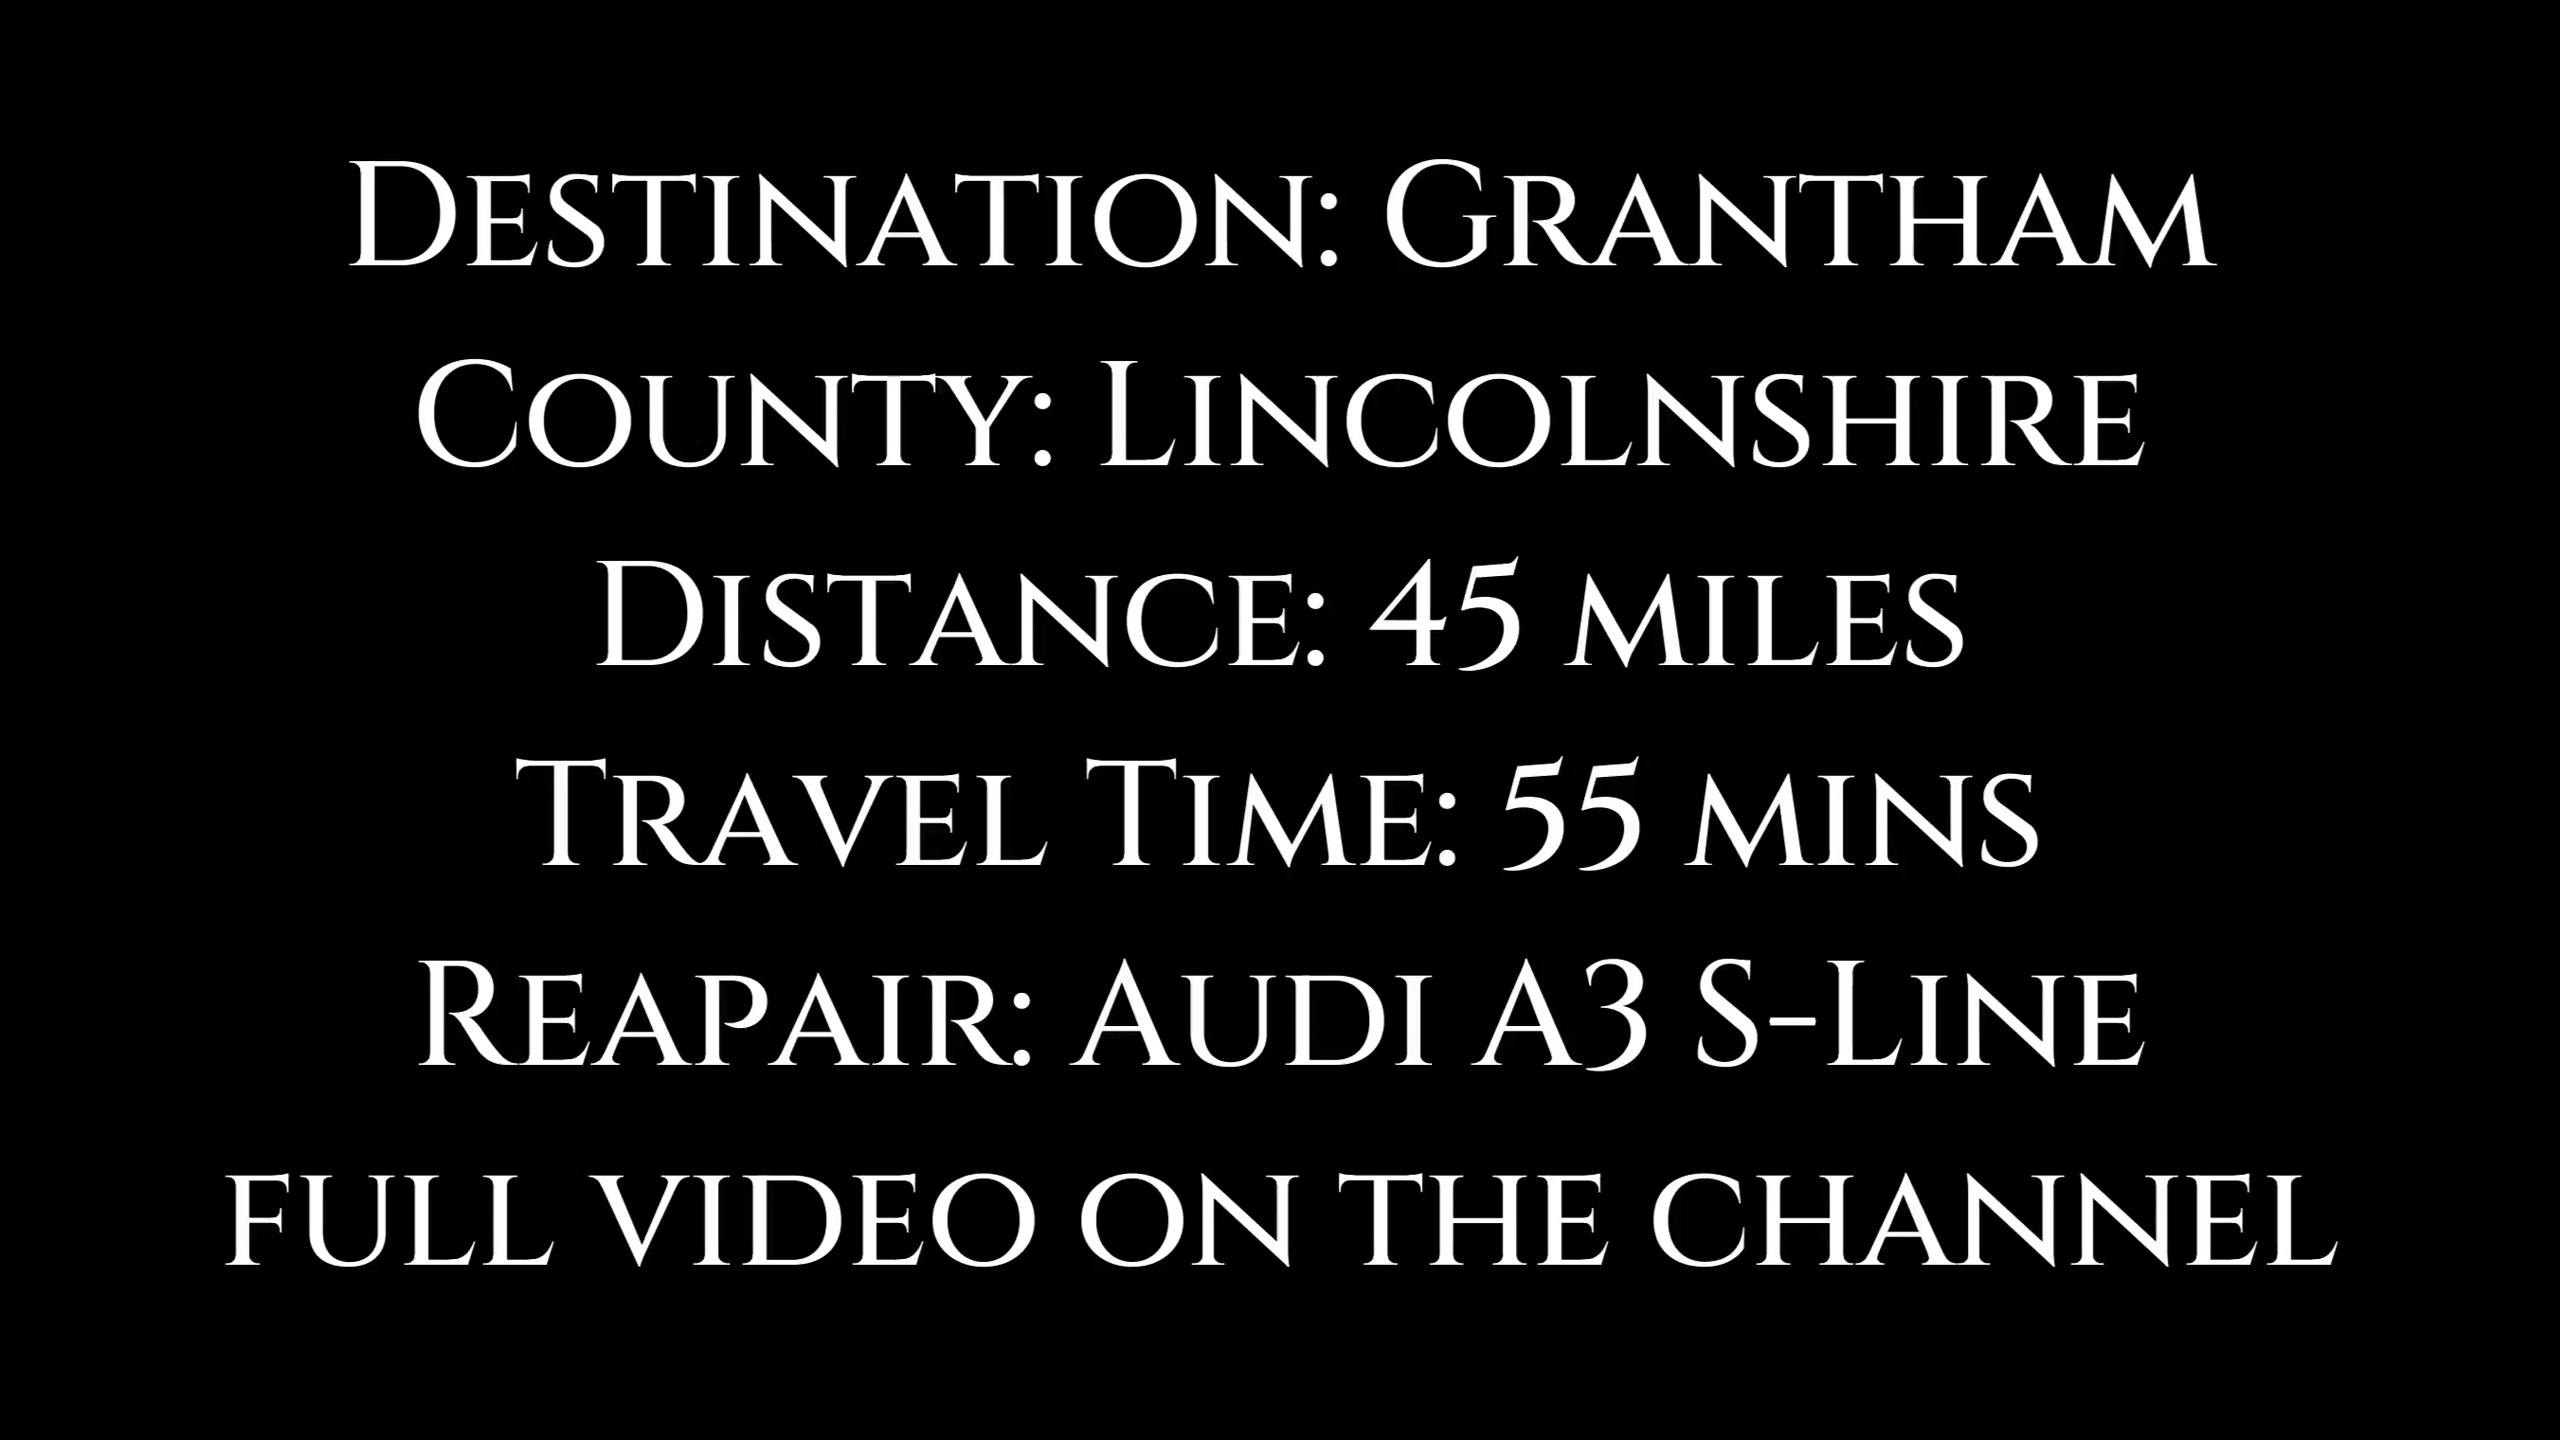 Destination: Grantham
County: Lincolnshire
Distance: 45 miles
Travel Time: 55 mins
Reapair: Audi A3 S-Line
full video on the channel